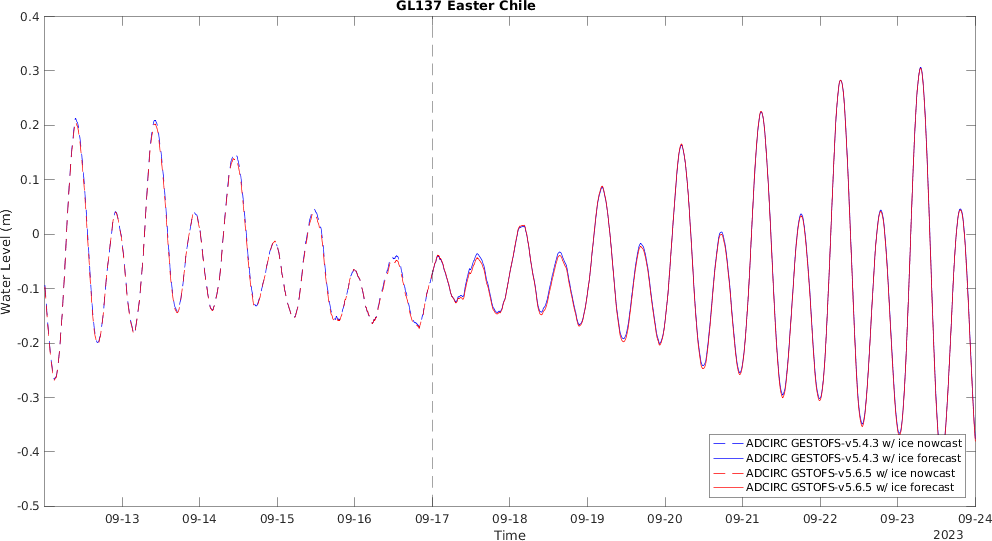 GL137 Easter Chile
0.4
0.3
0.2
0.1
0
-0.1
-0.2
-0.3
-0.4
-0.5
Water Level (m)
ADCIRC GESTOFS-v5.4.3 w/ ice nowcast
ADCIRC GESTOFS-v5.4.3 w/ ice forecast
ADCIRC GSTOFS-v5.6.5 w/ ice nowcast
ADCIRC GSTOFS-v5.6.5 w/ ice forecast
09-13 09-14 09-15 09-16 09-17 09-18 09-19 09-20 09-21 09-22 09-23 09-24
Time
2023